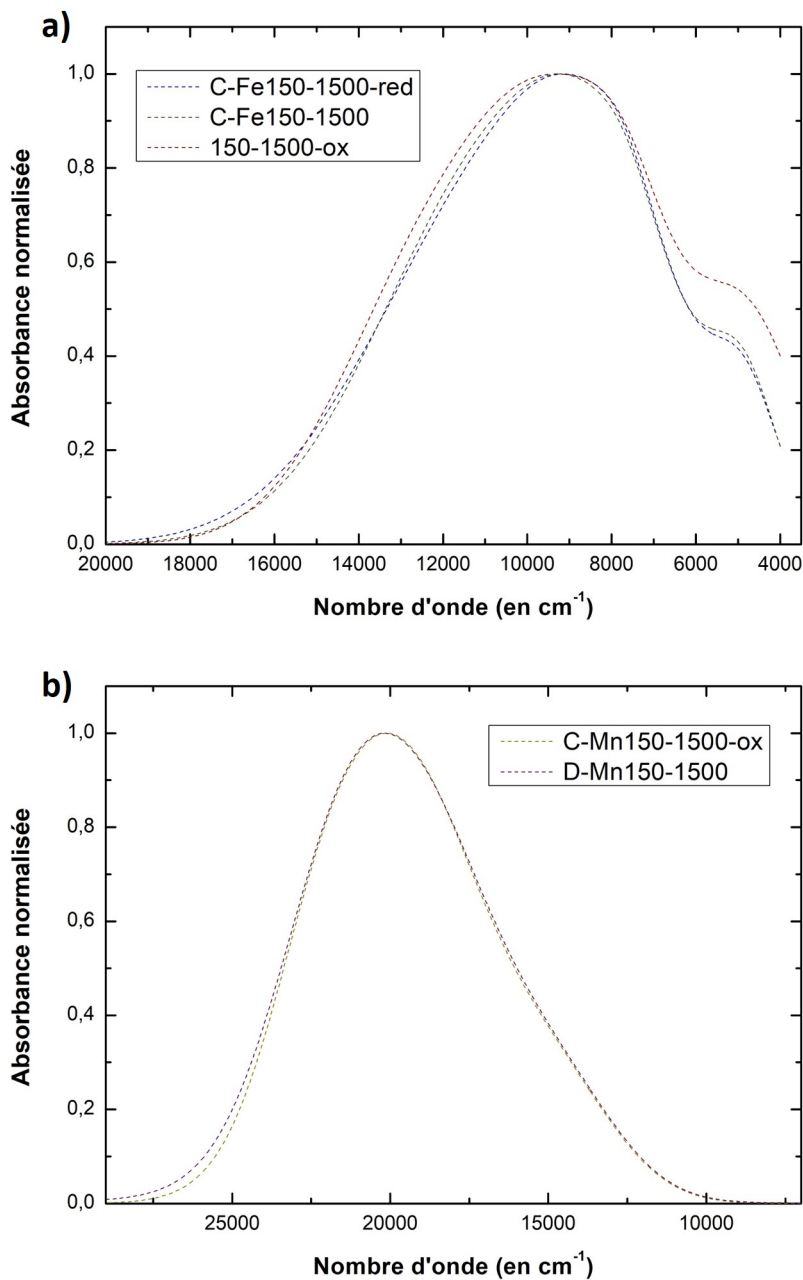 a)
C-Fe150-1500-red
C-Fe150-1500
150-1500-ox
Absorbance normalisée
1,0
0,8
0,6
0,4
0,2
0,0
20000 18000 16000 14000 12000 10000 8000 6000 4000
Nombre d'onde (en cm⁻¹)
b)
C-Mn150-1500-ox
D-Mn150-1500
Absorbance normalisée
1,0
0,8
0,6
0,4
0,2
0,0
25000 20000 15000 10000
Nombre d'onde (en cm⁻¹)